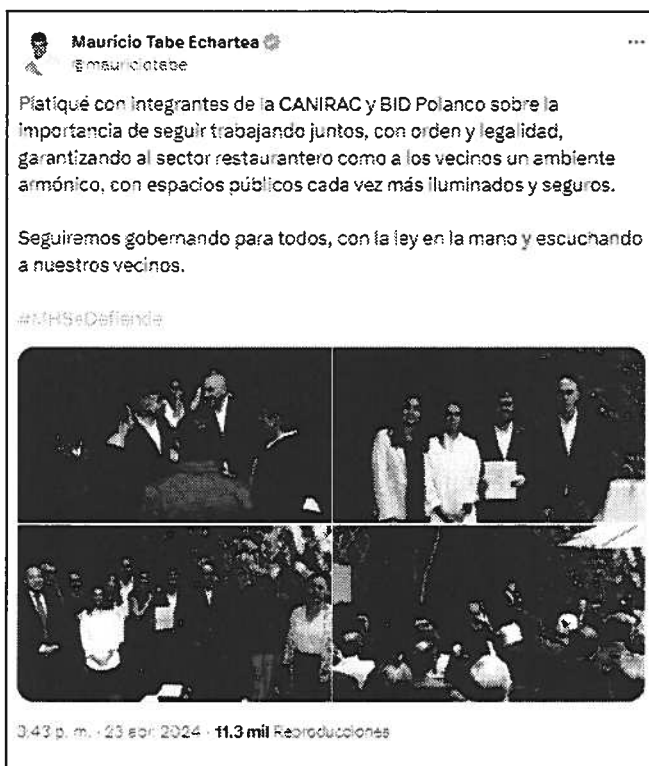 Mauricio Tabe Echartea
@mauriciotabe
Platiqué con integrantes de la CANIRAC y BID Polanco sobre la
importancia de seguir trabajando juntos, con orden y legalidad,
garantizando al sector restaurantero como a los vecinos un ambiente
armónico, con espacios públicos cada vez más iluminados y seguros.
Seguiremos gobernando para todos, con la ley en la mano y escuchando
a nuestros vecinos.
#MHSeDefiende
3:43 p. m. · 23 abr. 2024 · 11.3 mil Reproducciones